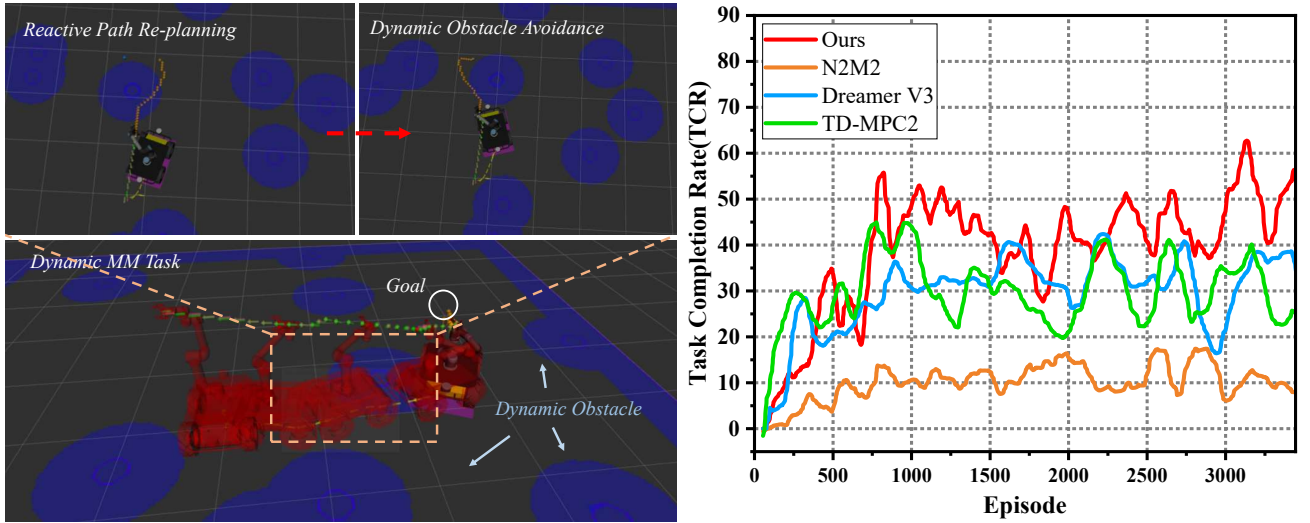 Reactive Path Re-planning
Dynamic Obstacle Avoidance
Dynamic MM Task
Goal
Dynamic Obstacle
Task Completion Rate(TCR)
90
80
70
60
50
40
30
20
10
0
Ours
N2M2
Dreamer V3
TD-MPC2
0 500 1000 1500 2000 2500 3000
Episode